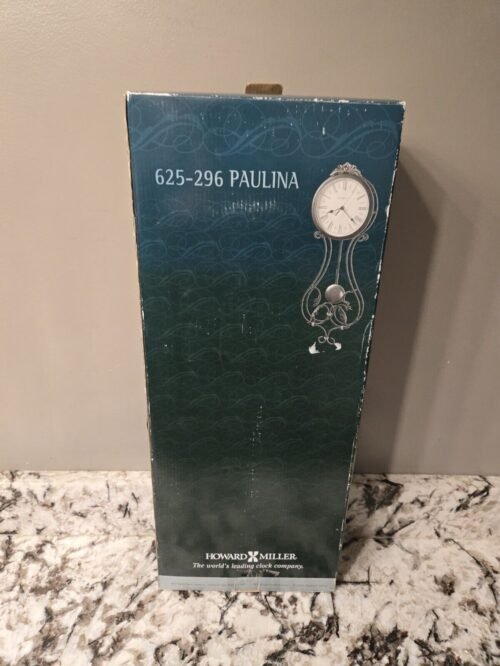 625-296 PAULINA
HOWARD MILLER
The world's leading clock company.